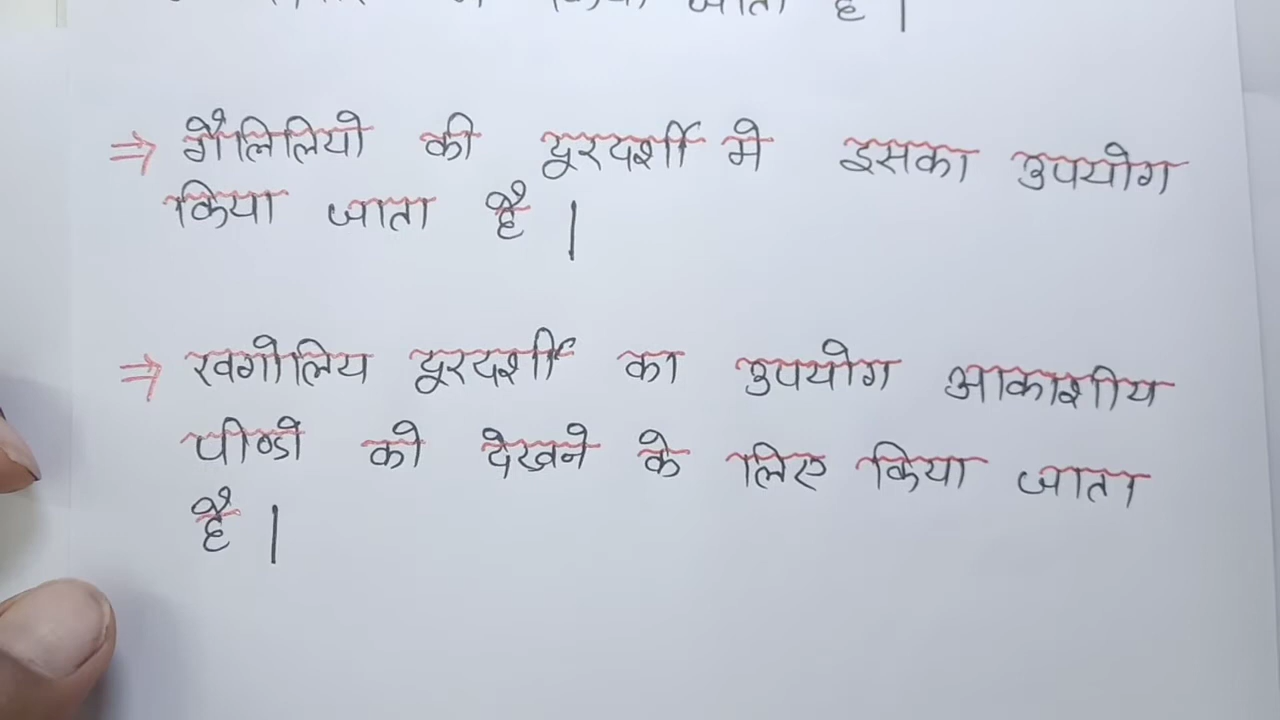 किया जाता है |
⇒ गैलिलियो की दूरदर्शी मे इसका उपयोग
किया जाता है |
⇒ खगोलिय दूरदर्शी का उपयोग आकाशीय
पीण्डो को देखने के लिए किया जाता
है |